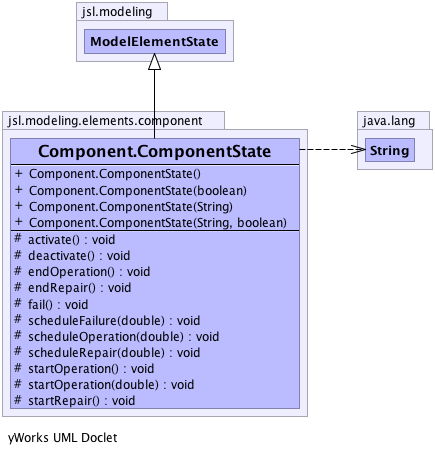 jsl.modeling
ModelElementState
jsl.modeling.elements.component
java.lang
Component.ComponentState
String
+ Component.ComponentState()
+ Component.ComponentState(boolean)
+ Component.ComponentState(String)
+ Component.ComponentState(String, boolean)
# activate() : void
# deactivate() : void
# endOperation() : void
# endRepair() : void
# fail() : void
# scheduleFailure(double) : void
# scheduleOperation(double) : void
# scheduleRepair(double) : void
# startOperation() : void
# startOperation(double) : void
# startRepair() : void
yWorks UML Doclet